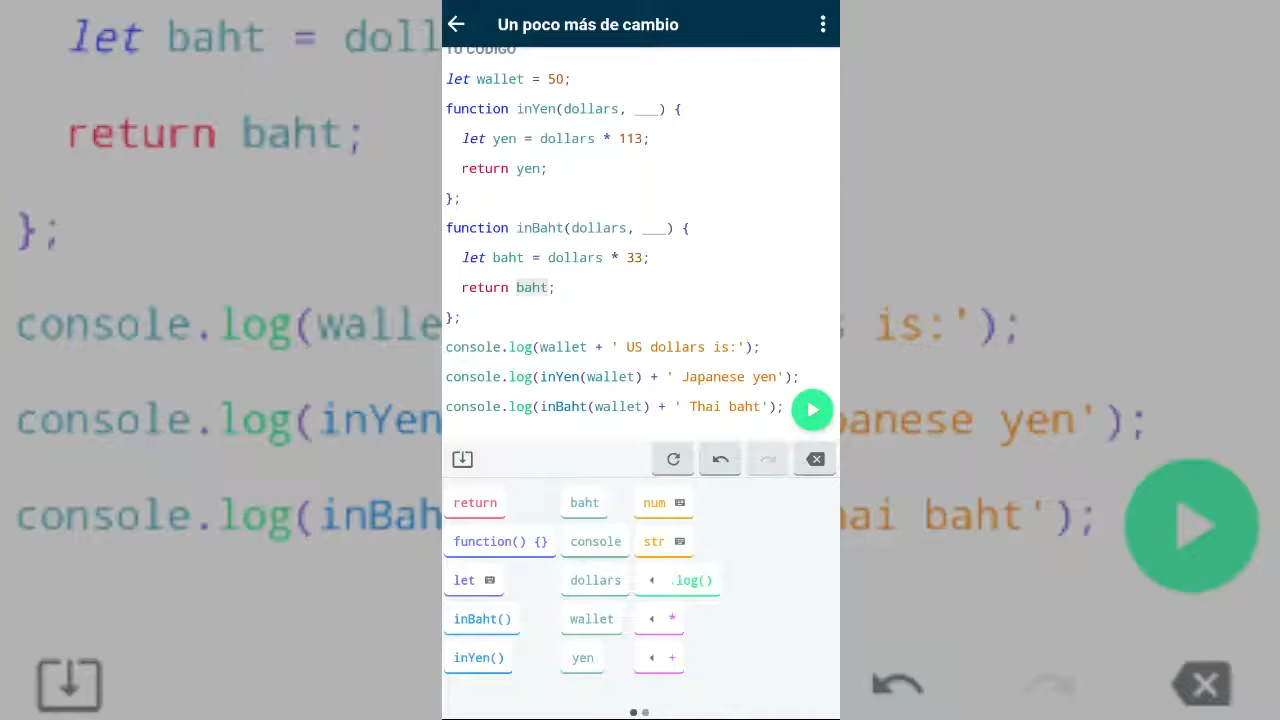 Un poco más de cambio
TU CÓDIGO
let wallet = 50;
function inYen(dollars, ___) {
let yen = dollars * 113;
return yen;
};
function inBaht(dollars, ___) {
let baht = dollars * 33;
return baht;
};
console.log(wallet + ' US dollars is:');
console.log(inYen(wallet) + ' Japanese yen');
console.log(inBaht(wallet) + ' Thai baht');
return baht num
function() {} console str
let dollars .log()
inBaht() wallet *
inYen() yen +
let baht = doll
return baht;
};
console.log(walle s is:');
console.log(inYen panese yen');
console.log(inBah hai baht');